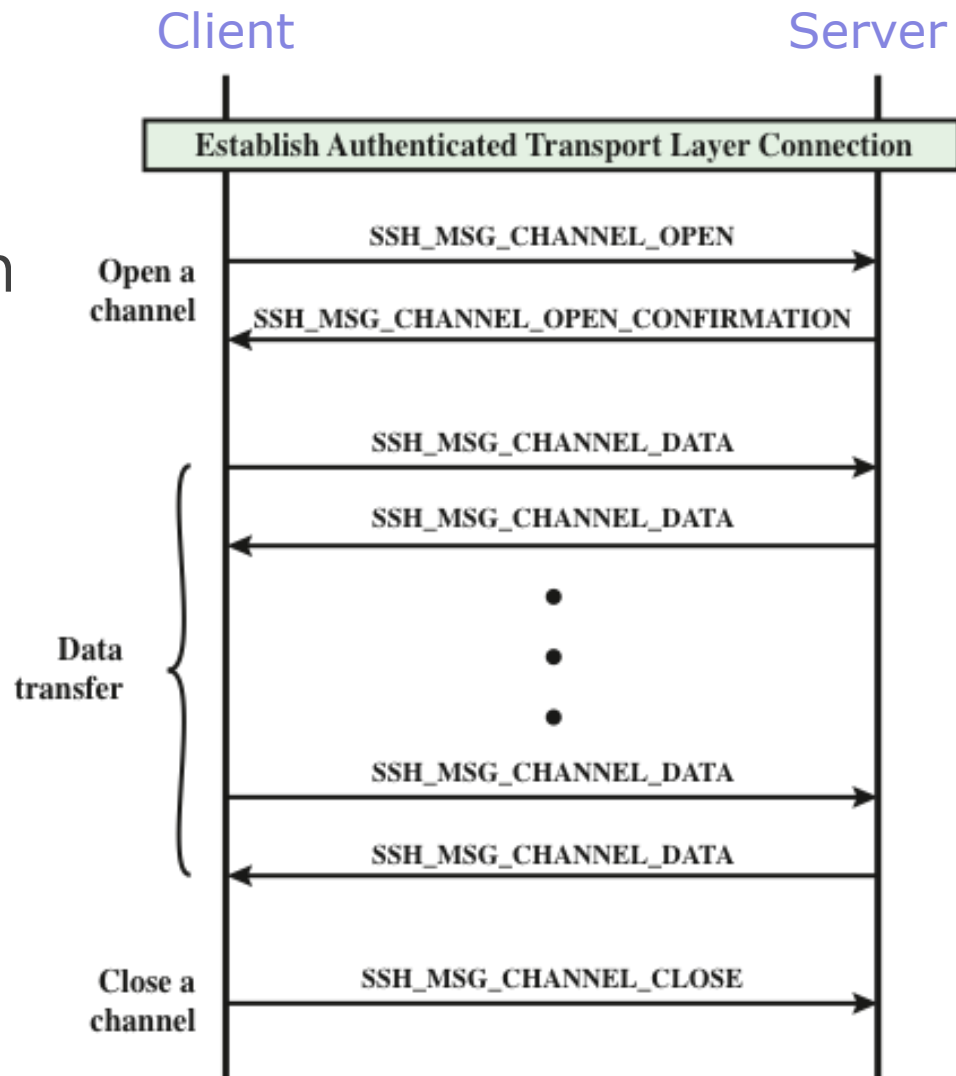 Client
Server
Establish Authenticated Transport Layer Connection
SSH_MSG_CHANNEL_OPEN
n
Open a
channel
SSH_MSG_CHANNEL_OPEN_CONFIRMATION
SSH_MSG_CHANNEL_DATA
SSH_MSG_CHANNEL_DATA
Data
transfer
SSH_MSG_CHANNEL_DATA
SSH_MSG_CHANNEL_DATA
Close a
channel
SSH_MSG_CHANNEL_CLOSE